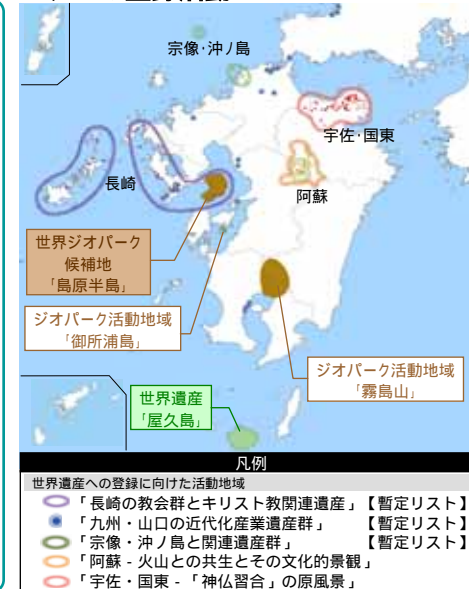 宗像・沖ノ島
宇佐・国東
長崎
阿蘇
世界ジオパーク
候補地
「島原半島」
ジオパーク活動地域
「御所浦島」
ジオパーク活動地域
「霧島山」
世界遺産
「屋久島」
凡例
世界遺産への登録に向けた活動地域
「長崎の教会群とキリスト教関連遺産」【暫定リスト】
「九州・山口の近代化産業遺産群」 【暫定リスト】
「宗像・沖ノ島と関連遺産群」 【暫定リスト】
「阿蘇 - 火山との共生とその文化的景観」
「宇佐・国東 - 「神仏習合」の原風景」